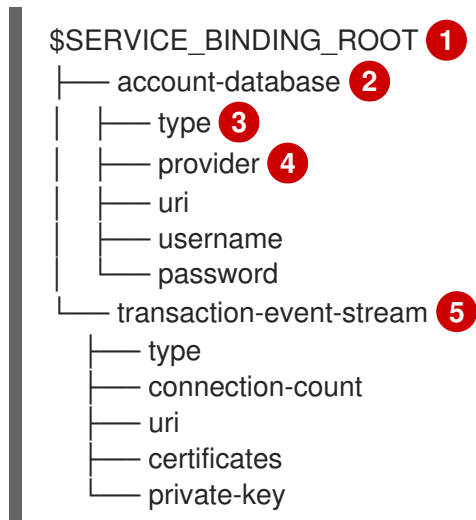 $SERVICE_BINDING_ROOT 1
├── account-database 2
│   ├── type 3
│   ├── provider 4
│   ├── uri
│   ├── username
│   └── password
└── transaction-event-stream 5
    ├── type
    ├── connection-count
    ├── uri
    ├── certificates
    └── private-key